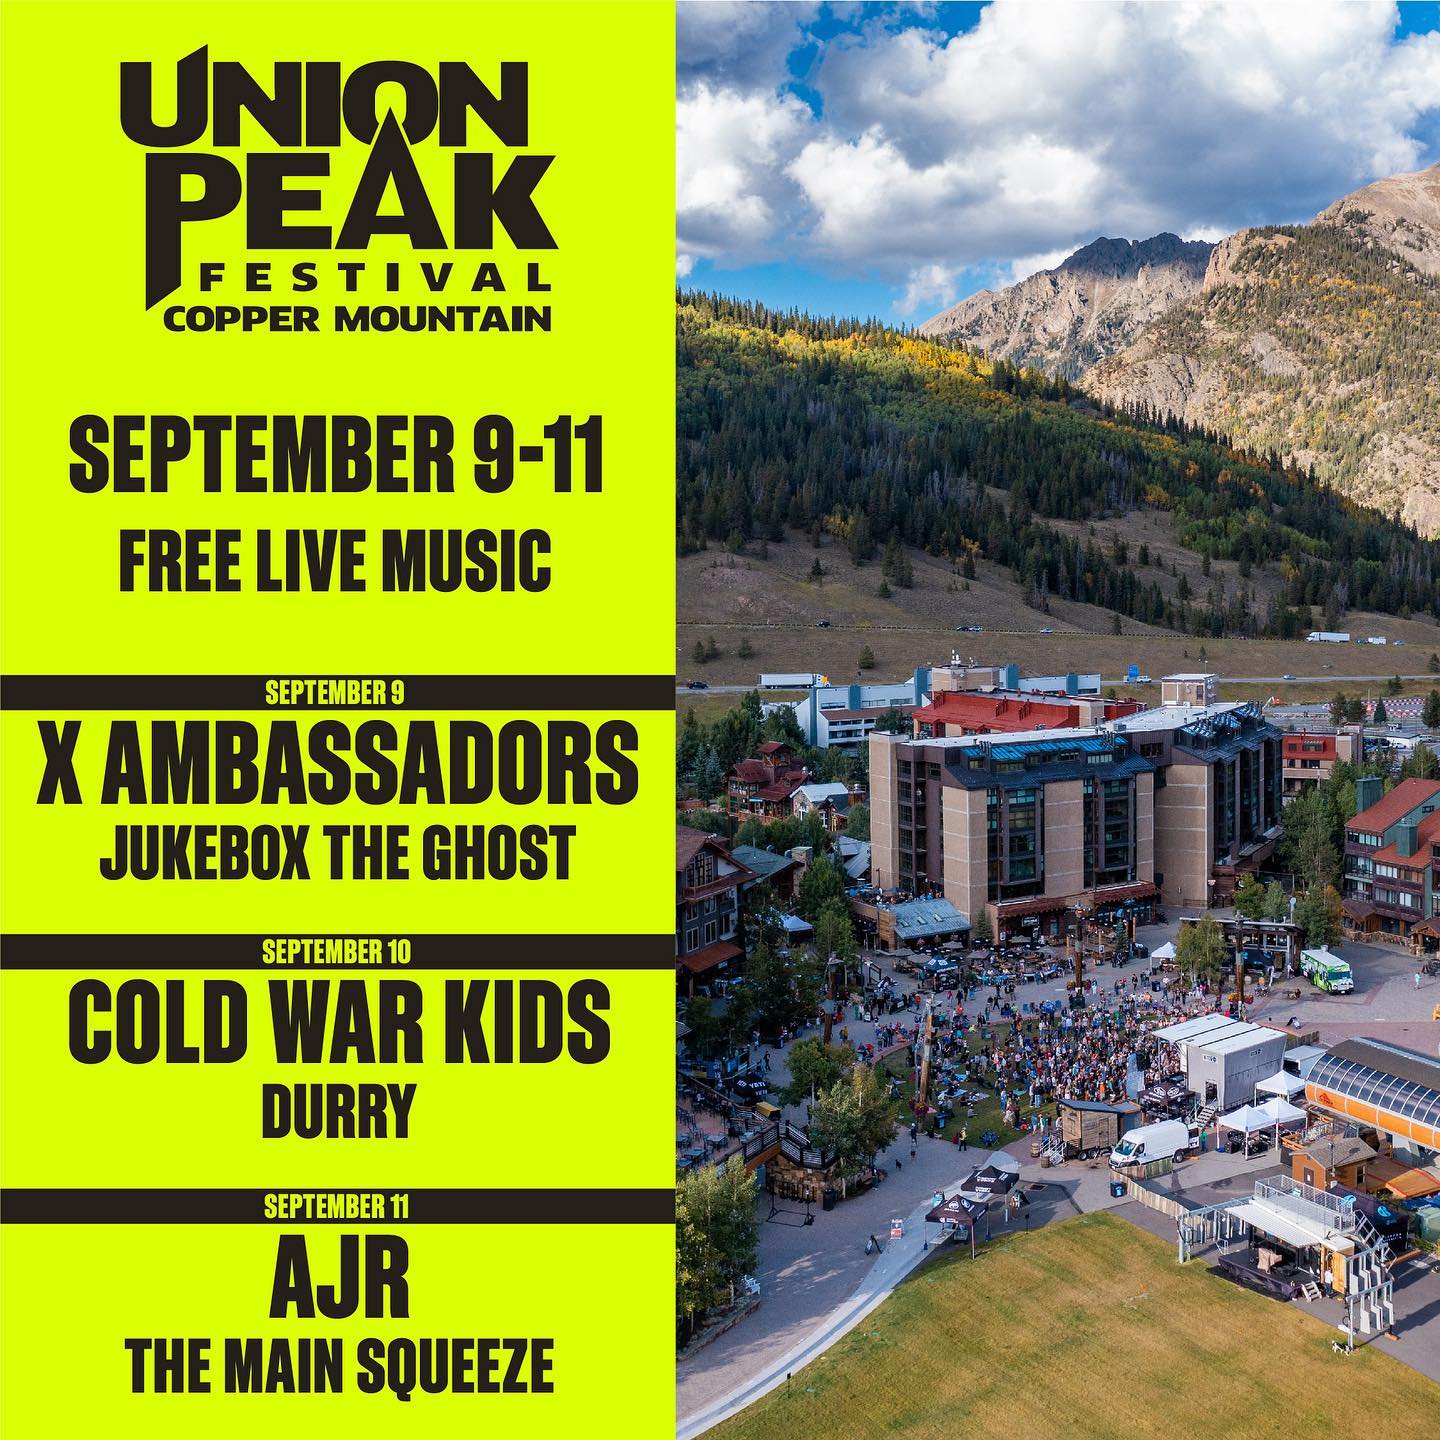 UNION
PEAK
FESTIVAL
COPPER MOUNTAIN
SEPTEMBER 9-11
FREE LIVE MUSIC
SEPTEMBER 9
X AMBASSADORS
JUKEBOX THE GHOST
SEPTEMBER 10
COLD WAR KIDS
DURRY
SEPTEMBER 11
AJR
THE MAIN SQUEEZE
YETI